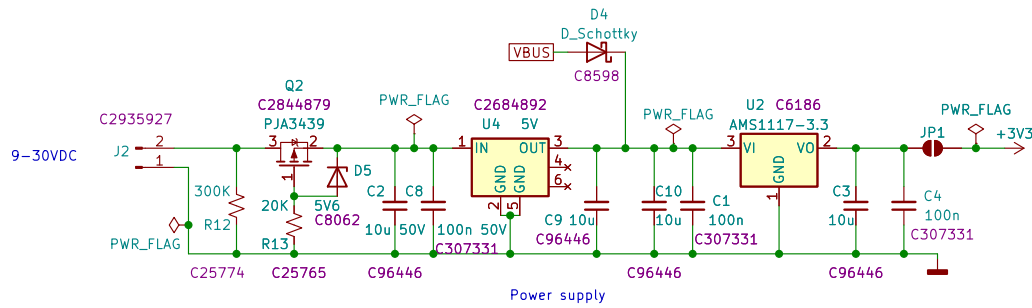 D4
D_Schottky
VBUS
C8598
Q2
C2844879
PJA3439
PWR_FLAG
C2684892
U4 5V
PWR_FLAG
U2 C6186
AMS1117-3.3
PWR_FLAG
JP1
+3V3
C2935927
9-30VDC
J2
2
1
3
2
1
1
IN
OUT
3
4
6
GND
GND
2
5
3
VI
VO
2
GND
1
D5
5V6
C8062
300K
R12
20K
R13
PWR_FLAG
C2
10u 50V
C8
100n 50V
C307331
C9 10u
C96446
C10
10u
C1
100n
C307331
C3
10u
C4
100n
C307331
C25774
C25765
C96446
C96446
C96446
Power supply